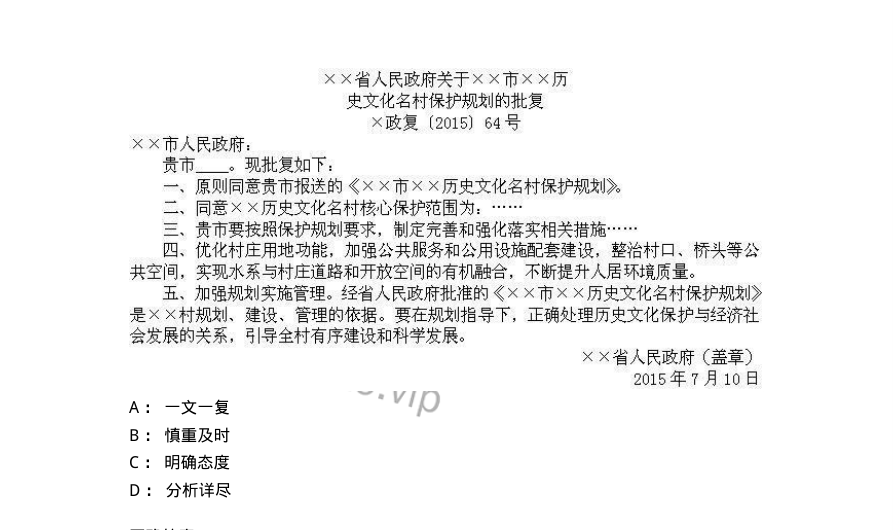 ××省人民政府关于××市××历
史文化名村保护规划的批复
×政复〔2015〕64号
××市人民政府：
贵市____。现批复如下：
一、原则同意贵市报送的《××市××历史文化名村保护规划》。
二、同意××历史文化名村核心保护范围为：……
三、贵市要按照保护规划要求，制定完善和强化落实相关措施……
四、优化村庄用地功能，加强公共服务和公用设施配套建设，整治村口、桥头等公
共空间，实现水系与村庄道路和开放空间的有机融合，不断提升人居环境质量。
五、加强规划实施管理。经省人民政府批准的《××市××历史文化名村保护规划》
是××村规划、建设、管理的依据。要在规划指导下，正确处理历史文化保护与经济社
会发展的关系，引导全村有序建设和科学发展。
××省人民政府（盖章）
2015年7月10日
.vip
A： 一文一复
B： 慎重及时
C： 明确态度
D： 分析详尽